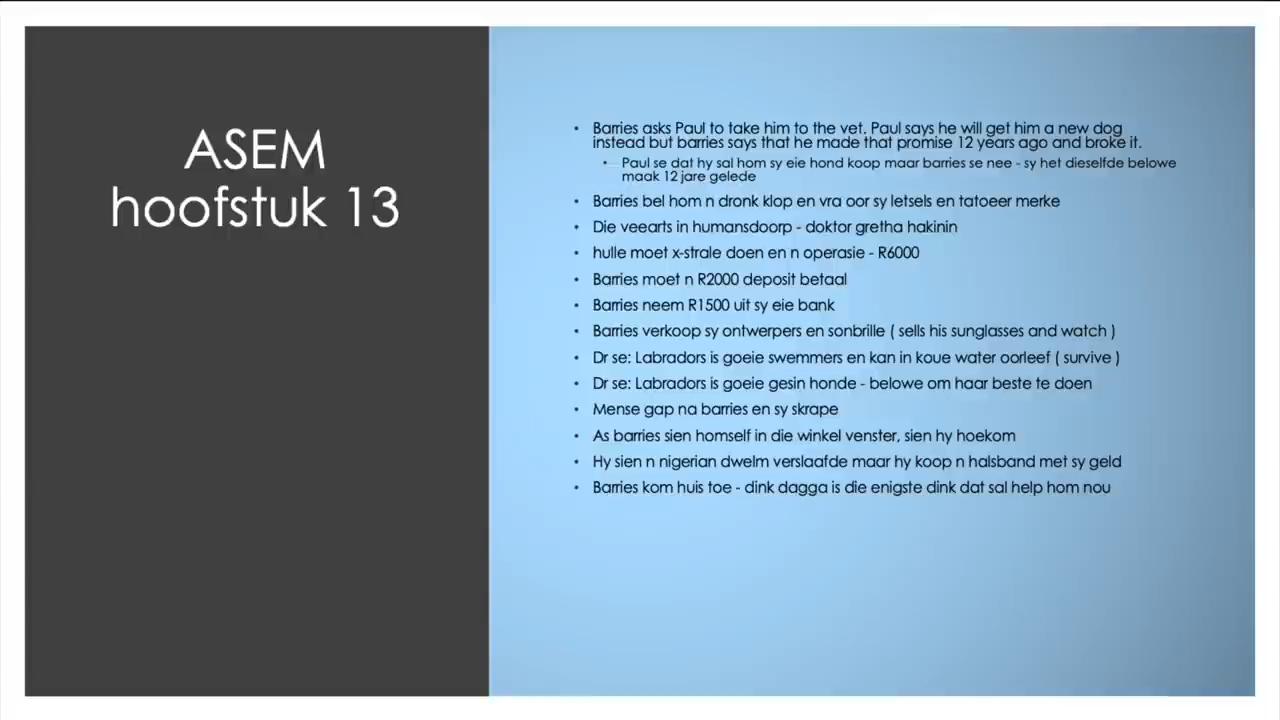 ASEM
hoofstuk 13
• Barries asks Paul to take him to the vet. Paul says he will get him a new dog
instead but barries says that he made that promise 12 years ago and broke it.
• Paul se dat hy sal hom sy eie hond koop maar barries se nee - sy het dieselfde belowe
maak 12 jare gelede
• Barries bel hom n dronk klop en vra oor sy letsels en tatoeer merke
• Die veearts in humansdoorp - doktor gretha hakinin
• hulle moet x-strale doen en n operasie - R6000
• Barries moet n R2000 deposit betaal
• Barries neem R1500 uit sy eie bank
• Barries verkoop sy ontwerpers en sonbrille ( sells his sunglasses and watch )
• Dr se: Labradors is goeie swemmers en kan in koue water oorleef ( survive )
• Dr se: Labradors is goeie gesin honde - belowe om haar beste te doen
• Mense gap na barries en sy skrape
• As barries sien homself in die winkel venster, sien hy hoekom
• Hy sien n nigerian dwelm verslaafde maar hy koop n halsband met sy geld
• Barries kom huis toe - dink dagga is die enigste dink dat sal help hom nou